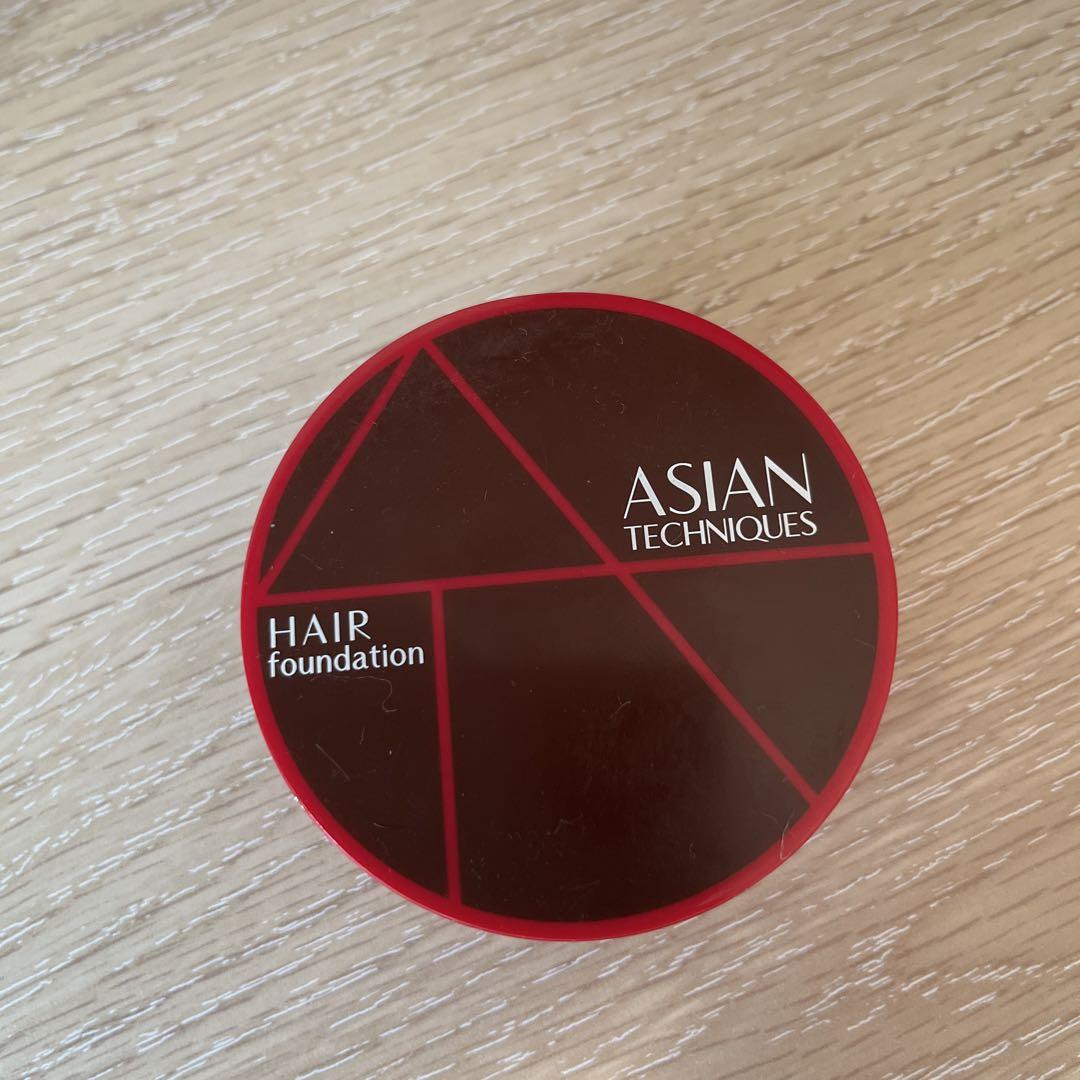 ASIAN
TECHNIQUES
HAIR
foundation